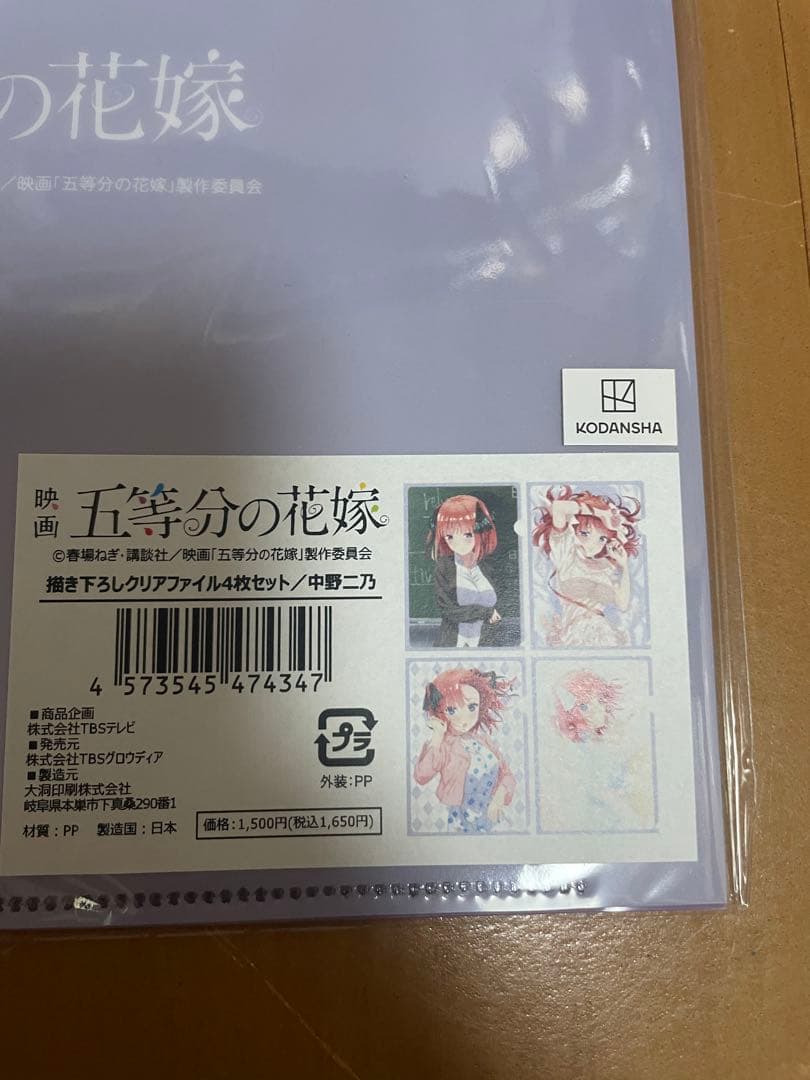 の花嫁
／映画「五等分の花嫁」製作委員会
KODANSHA
映画 五等分の花嫁
©春場ねぎ・講談社／映画「五等分の花嫁」製作委員会
描き下ろしクリアファイル4枚セット／中野二乃
4 573545 474347
■商品企画
株式会社TBSテレビ
■発売元
株式会社TBSグロウディア
■製造元
大洞印刷株式会社
岐阜県本巣市下真桑290番1
材質：PP 製造国：日本
プラ
外装：PP
価格：1,500円(税込1,650円)